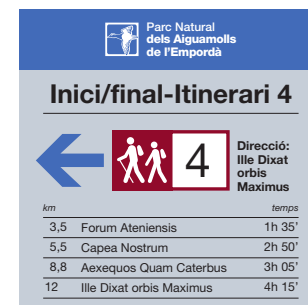 Parc Natural
dels Aiguamolls
de l'Empordà
Inici/final-Itinerari 4
4
Direcció:
Ille Dixat
orbis
Maximus
km temps
3,5 Forum Ateniensis 1h 35'
5,5 Capea Nostrum 2h 50'
8,8 Aexequos Quam Caterbus 3h 05'
12 Ille Dixat orbis Maximus 4h 15'